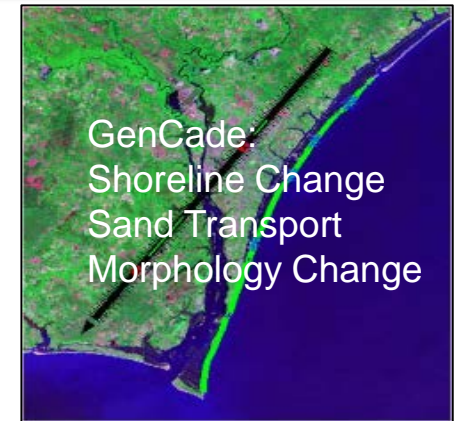 GenCade:
Shoreline Change
Sand Transport
Morphology Change